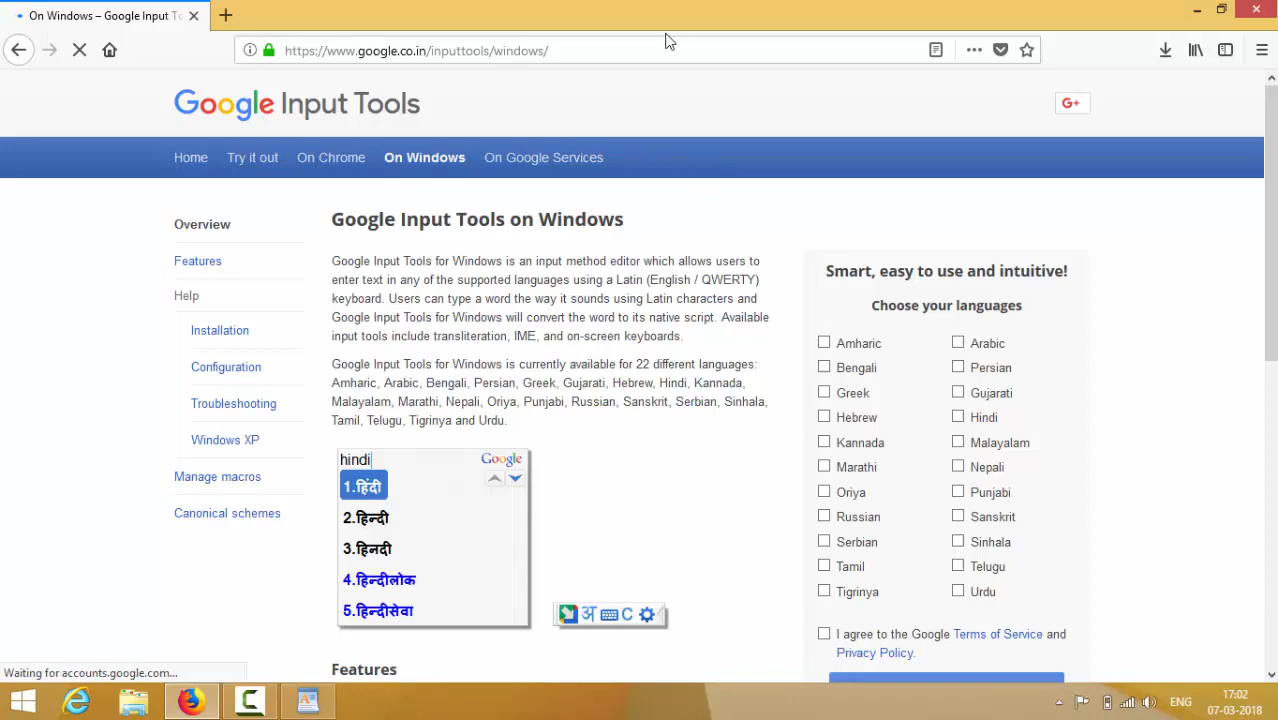 On Windows – Google Input To
https://www.google.co.in/inputtools/windows/
Google Input Tools
G+
Home Try it out On Chrome On Windows On Google Services
Overview
Features
Help
Installation
Configuration
Troubleshooting
Windows XP
Manage macros
Canonical schemes
Google Input Tools on Windows
Google Input Tools for Windows is an input method editor which allows users to
enter text in any of the supported languages using a Latin (English / QWERTY)
keyboard. Users can type a word the way it sounds using Latin characters and
Google Input Tools for Windows will convert the word to its native script. Available
input tools include transliteration, IME, and on-screen keyboards.
Google Input Tools for Windows is currently available for 22 different languages:
Amharic, Arabic, Bengali, Persian, Greek, Gujarati, Hebrew, Hindi, Kannada,
Malayalam, Marathi, Nepali, Oriya, Punjabi, Russian, Sanskrit, Serbian, Sinhala,
Tamil, Telugu, Tigrinya and Urdu.
hindi Google
1.हिंदी
2.हिन्दी
3.हिनदी
4.हिन्दीलोक
5.हिन्दीसेवा
अ C
Features
Smart, easy to use and intuitive!
Choose your languages
Amharic Arabic
Bengali Persian
Greek Gujarati
Hebrew Hindi
Kannada Malayalam
Marathi Nepali
Oriya Punjabi
Russian Sanskrit
Serbian Sinhala
Tamil Telugu
Tigrinya Urdu
I agree to the Google Terms of Service and
Privacy Policy.
Waiting for accounts.google.com...
ENG
17:02
07-03-2018